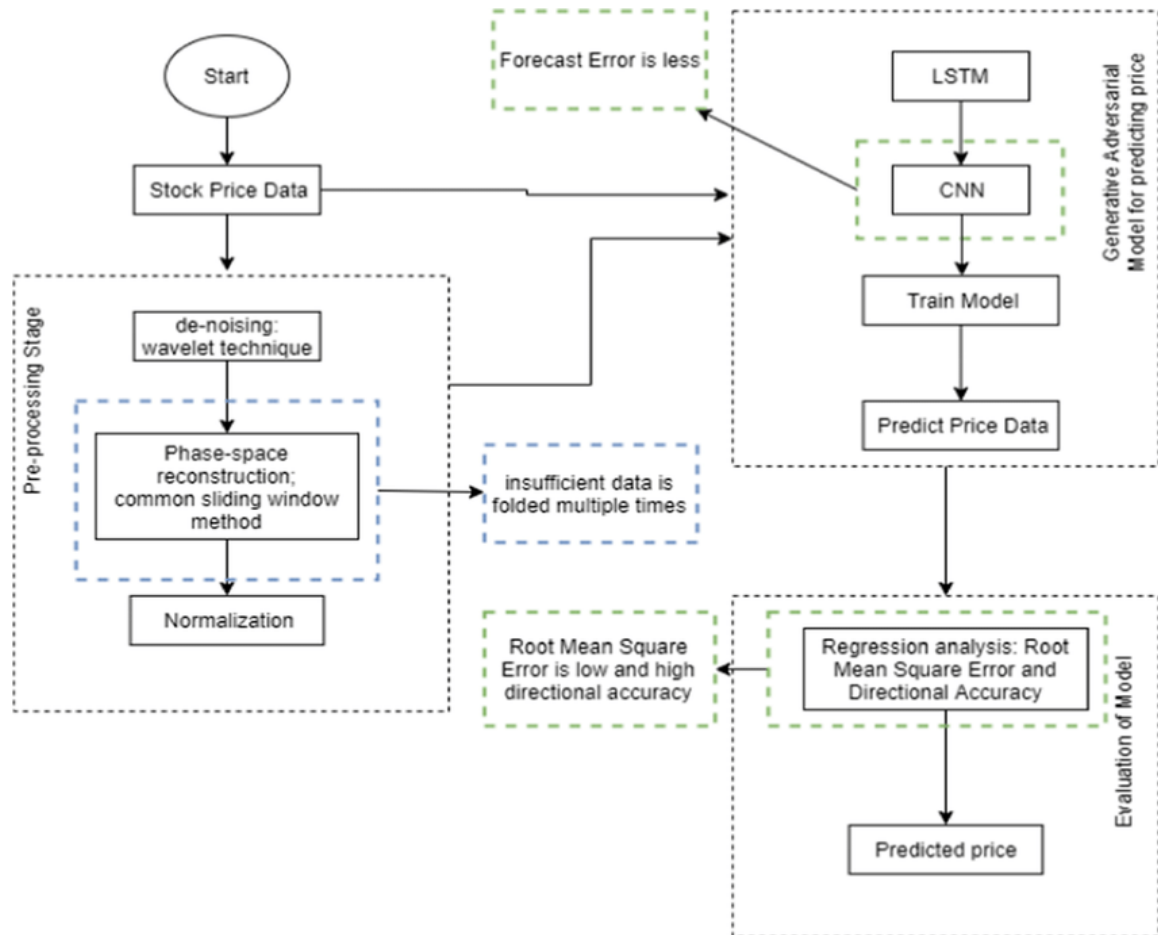 Start
Stock Price Data
Pre-processing Stage
de-noising:
wavelet technique
Phase-space
reconstruction;
common sliding window
method
Normalization
insufficient data is
folded multiple times
Forecast Error is less
Generative Adversarial
Model for predicting price
LSTM
CNN
Train Model
Predict Price Data
Root Mean Square
Error is low and high
directional accuracy
Regression analysis: Root
Mean Square Error and
Directional Accuracy
Predicted price
Evaluation of Model